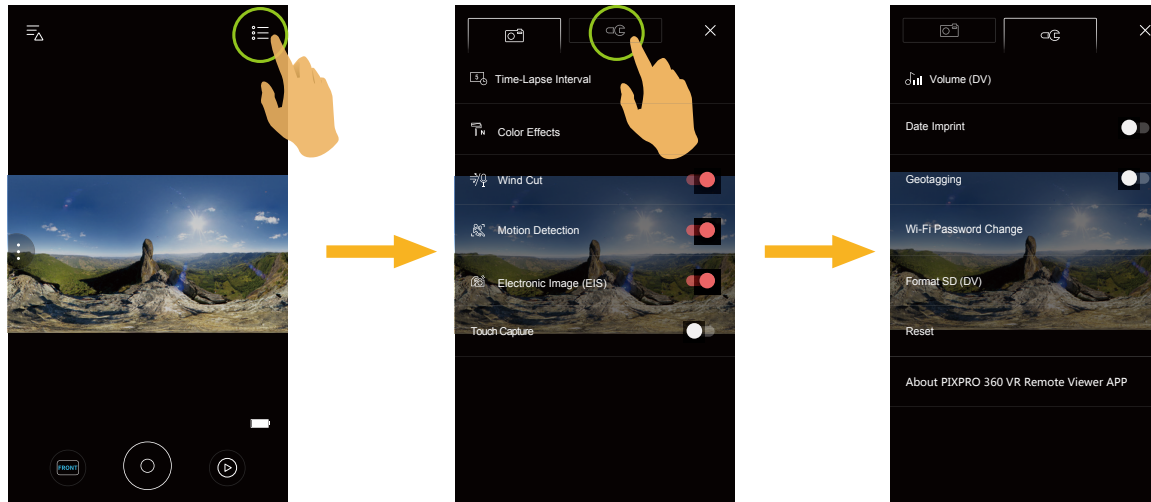 FRONT
5
Time-Lapse Interval
N
Color Effects
Wind Cut
Motion Detection
Electronic Image (EIS)
Touch Capture
Volume (DV)
Date Imprint
Geotagging
Wi-Fi Password Change
Format SD (DV)
Reset
About PIXPRO 360 VR Remote Viewer APP